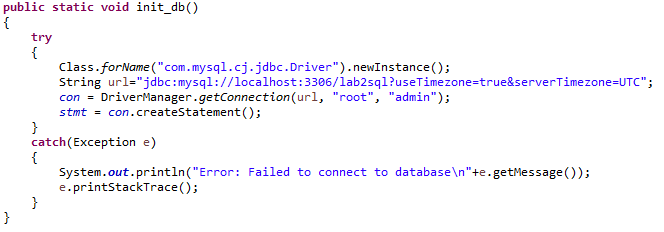 public static void init_db()
{
try
{
Class.forName("com.mysql.cj.jdbc.Driver").newInstance();
String url="jdbc:mysql://localhost:3306/lab2sql?useTimezone=true&serverTimezone=UTC";
con = DriverManager.getConnection(url, "root", "admin");
stmt = con.createStatement();
}
catch(Exception e)
{
System.out.println("Error: Failed to connect to database\n"+e.getMessage());
e.printStackTrace();
}
}